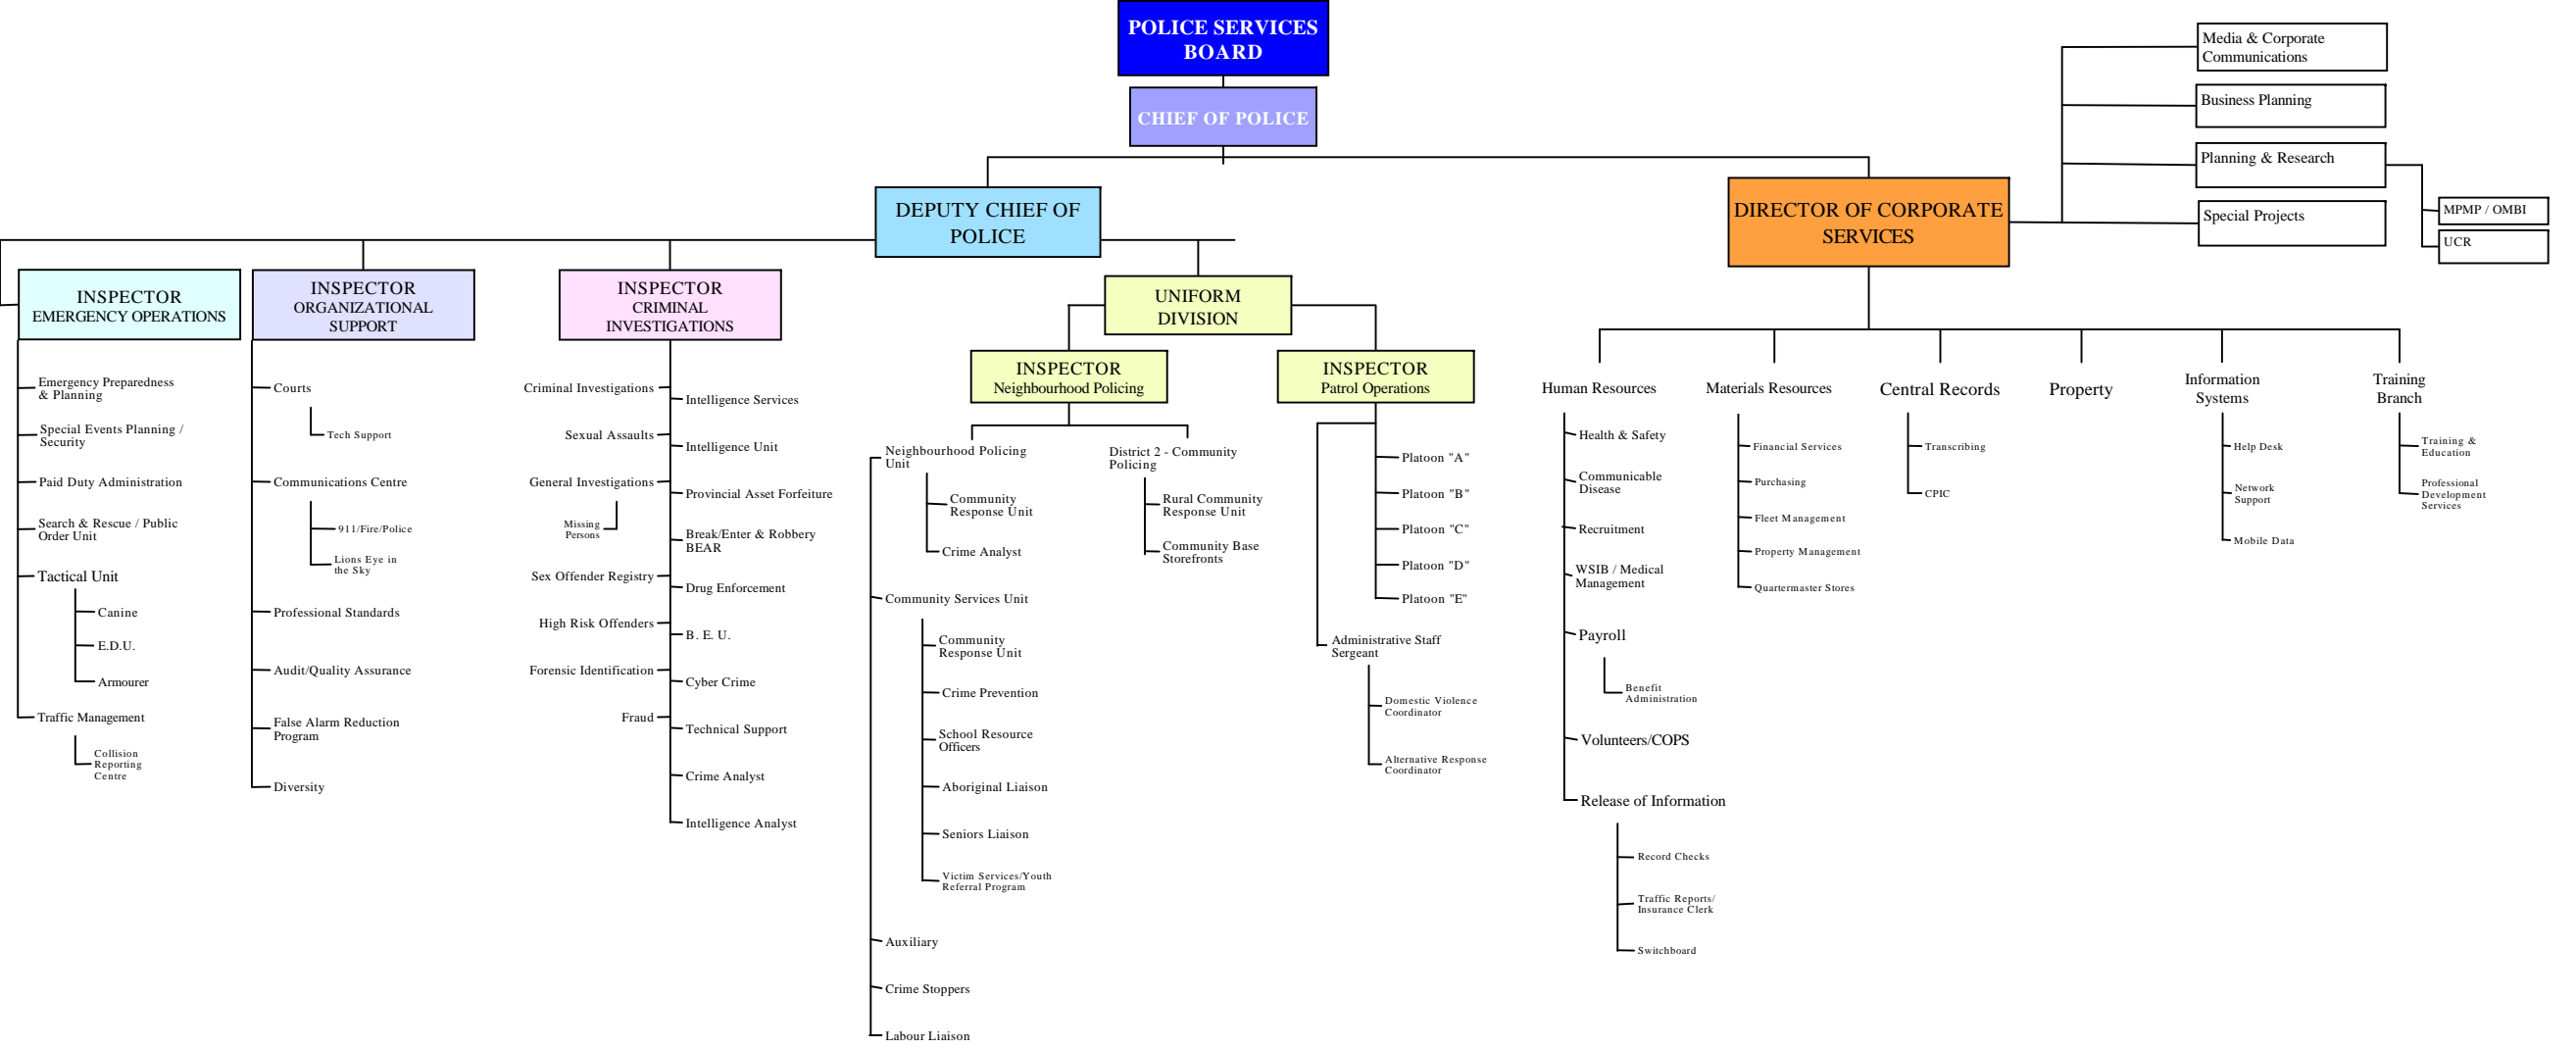 POLICE SERVICES
BOARD
CHIEF OF POLICE
DEPUTY CHIEF OF
POLICE
DIRECTOR OF CORPORATE
SERVICES
Media & Corporate
Communications
Business Planning
Planning & Research
Special Projects
MPMP / OMBI
UCR
INSPECTOR
EMERGENCY OPERATIONS
Emergency Preparedness
& Planning
Special Events Planning /
Security
Paid Duty Administration
Search & Rescue / Public
Order Unit
Tactical Unit
Canine
E.D.U.
Armourer
Traffic Management
Collision
Reporting
Centre
INSPECTOR
ORGANIZATIONAL
SUPPORT
Courts
Tech Support
Communications Centre
911/Fire/Police
Lions Eye in
the Sky
Professional Standards
Audit/Quality Assurance
False Alarm Reduction
Program
Diversity
INSPECTOR
CRIMINAL
INVESTIGATIONS
Criminal Investigations
Sexual Assaults
General Investigations
Missing
Persons
Sex Offender Registry
High Risk Offenders
Forensic Identification
Fraud
Intelligence Services
Intelligence Unit
Provincial Asset Forfeiture
Break/Enter & Robbery
BEAR
Drug Enforcement
B. E. U.
Cyber Crime
Technical Support
Crime Analyst
Intelligence Analyst
UNIFORM
DIVISION
INSPECTOR
Neighbourhood Policing
Neighbourhood Policing
Unit
Community
Response Unit
Crime Analyst
Community Services Unit
Community
Response Unit
Crime Prevention
School Resource
Officers
Aboriginal Liaison
Seniors Liaison
Victim Services/Youth
Referral Program
Auxiliary
Crime Stoppers
Labour Liaison
District 2 - Community
Policing
Rural Community
Response Unit
Community Base
Storefronts
INSPECTOR
Patrol Operations
Platoon "A"
Platoon "B"
Platoon "C"
Platoon "D"
Platoon "E"
Administrative Staff
Sergeant
Domestic Violence
Coordinator
Alternative Response
Coordinator
Human Resources
Health & Safety
Communicable
Disease
Recruitment
WSIB / Medical
Management
Payroll
Benefit
Administration
Volunteers/COPS
Release of Information
Record Checks
Traffic Reports/
Insurance Clerk
Switchboard
Materials Resources
Financial Services
Purchasing
Fleet Management
Property Management
Quartermaster Stores
Central Records
Transcribing
CPIC
Property
Information
Systems
Help Desk
Network
Support
Mobile Data
Training
Branch
Training &
Education
Professional
Development
Services